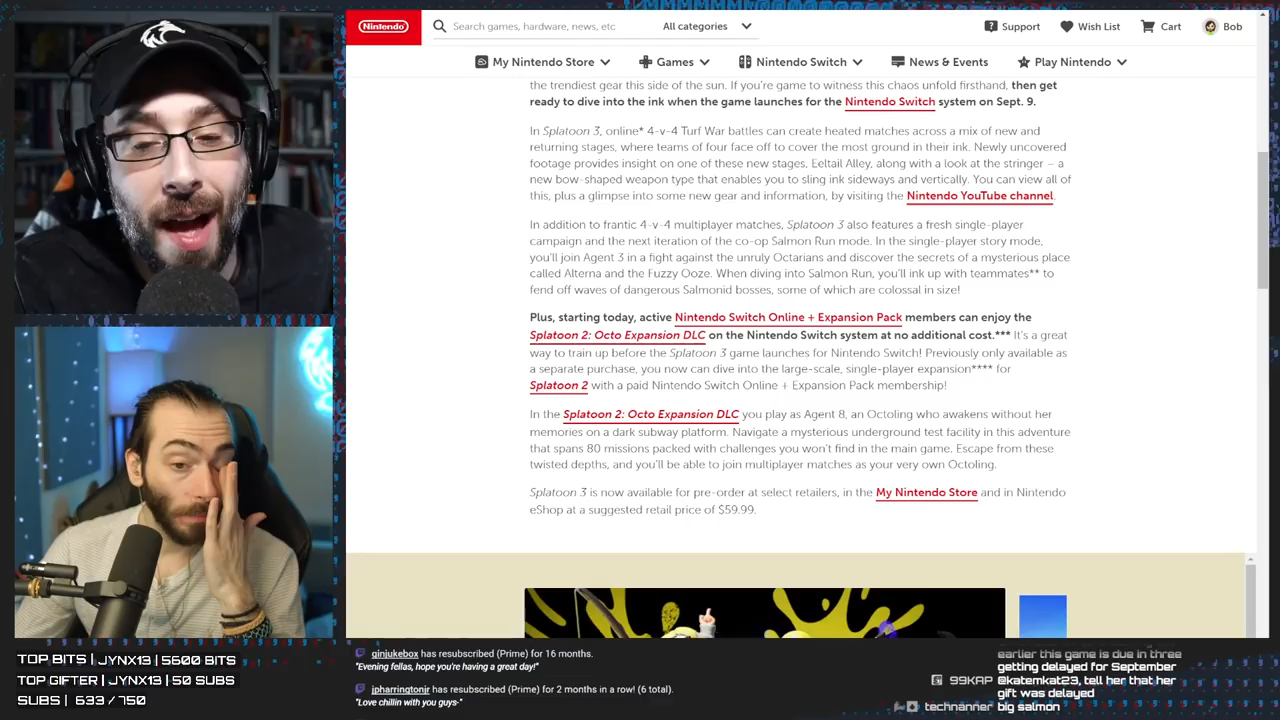 Nintendo
Search games, hardware, news, etc
All categories
Support
Wish List
Cart
Bob
My Nintendo Store
Games
Nintendo Switch
News & Events
Play Nintendo
the trendiest gear this side of the sun. If you're game to witness this chaos unfold firsthand, then get
ready to dive into the ink when the game launches for the Nintendo Switch system on Sept. 9.
In Splatoon 3, online* 4-v-4 Turf War battles can create heated matches across a mix of new and
returning stages, where teams of four face off to cover the most ground in their ink. Newly uncovered
footage provides insight on one of these new stages, Eeltail Alley, along with a look at the stringer – a
new bow-shaped weapon type that enables you to sling ink sideways and vertically. You can view all of
this, plus a glimpse into some new gear and information, by visiting the Nintendo YouTube channel.
In addition to frantic 4-v-4 multiplayer matches, Splatoon 3 also features a fresh single-player
campaign and the next iteration of the co-op Salmon Run mode. In the single-player story mode,
you'll join Agent 3 in a fight against the unruly Octarians and discover the secrets of a mysterious place
called Alterna and the Fuzzy Ooze. When diving into Salmon Run, you'll ink up with teammates** to
fend off waves of dangerous Salmonid bosses, some of which are colossal in size!
Plus, starting today, active Nintendo Switch Online + Expansion Pack members can enjoy the
Splatoon 2: Octo Expansion DLC on the Nintendo Switch system at no additional cost.*** It's a great
way to train up before the Splatoon 3 game launches for Nintendo Switch! Previously only available as
a separate purchase, you now can dive into the large-scale, single-player expansion**** for
Splatoon 2 with a paid Nintendo Switch Online + Expansion Pack membership!
In the Splatoon 2: Octo Expansion DLC you play as Agent 8, an Octoling who awakens without her
memories on a dark subway platform. Navigate a mysterious underground test facility in this adventure
that spans 80 missions packed with challenges you won't find in the main game. Escape from these
twisted depths, and you'll be able to join multiplayer matches as your very own Octoling.
Splatoon 3 is now available for pre-order at select retailers, in the My Nintendo Store and in Nintendo
eShop at a suggested retail price of $59.99.
TOP BITS | JYNX13 | 5600 BITS
TOP GIFTER | JYNX13 | 50 SUBS
SUBS | 633 / 750
ginjukebox has resubscribed (Prime) for 16 months.
"Evening fellas, hope you're having a great day!"
jpharringtonjr has resubscribed (Prime) for 2 months in a row! (6 total).
"Love chillin with you guys-"
earlier this game is due in three
getting delayed for September
99KAP @katemkat23, tell her that her
gift was delayed
technanner big salmon